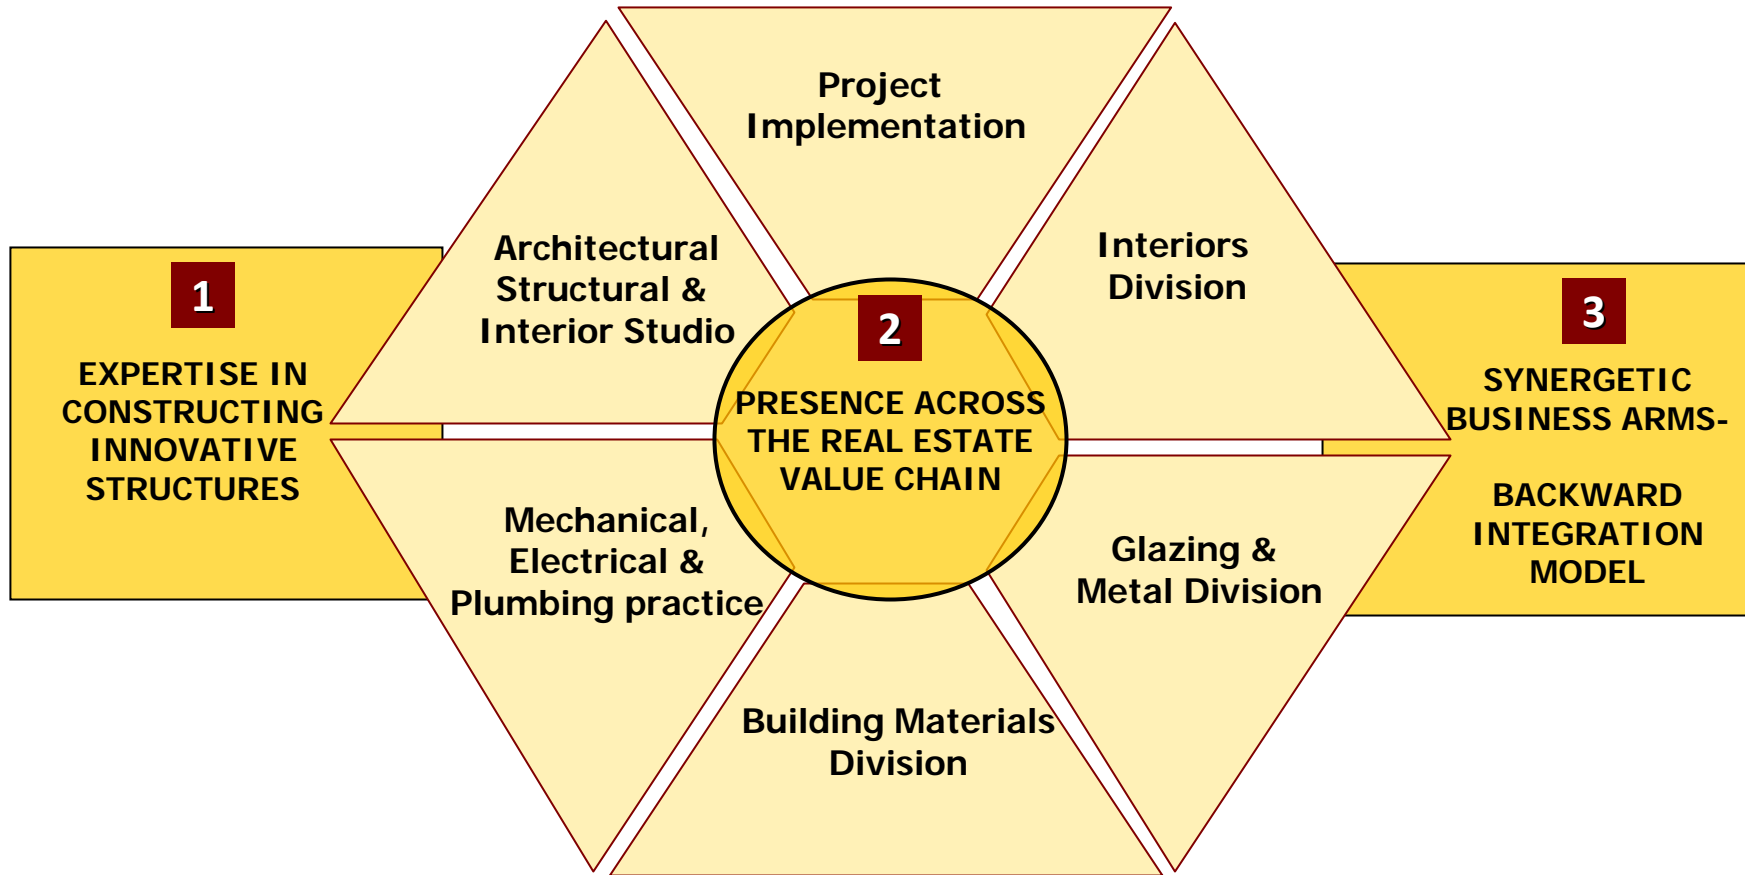 Project
Implementation
Architectural
Structural &
Interior Studio
Interiors
Division
1
EXPERTISE IN
CONSTRUCTING
INNOVATIVE
STRUCTURES
2
PRESENCE ACROSS
THE REAL ESTATE
VALUE CHAIN
3
SYNERGETIC
BUSINESS ARMS-
BACKWARD
INTEGRATION
MODEL
Mechanical,
Electrical &
Plumbing practice
Glazing &
Metal Division
Building Materials
Division